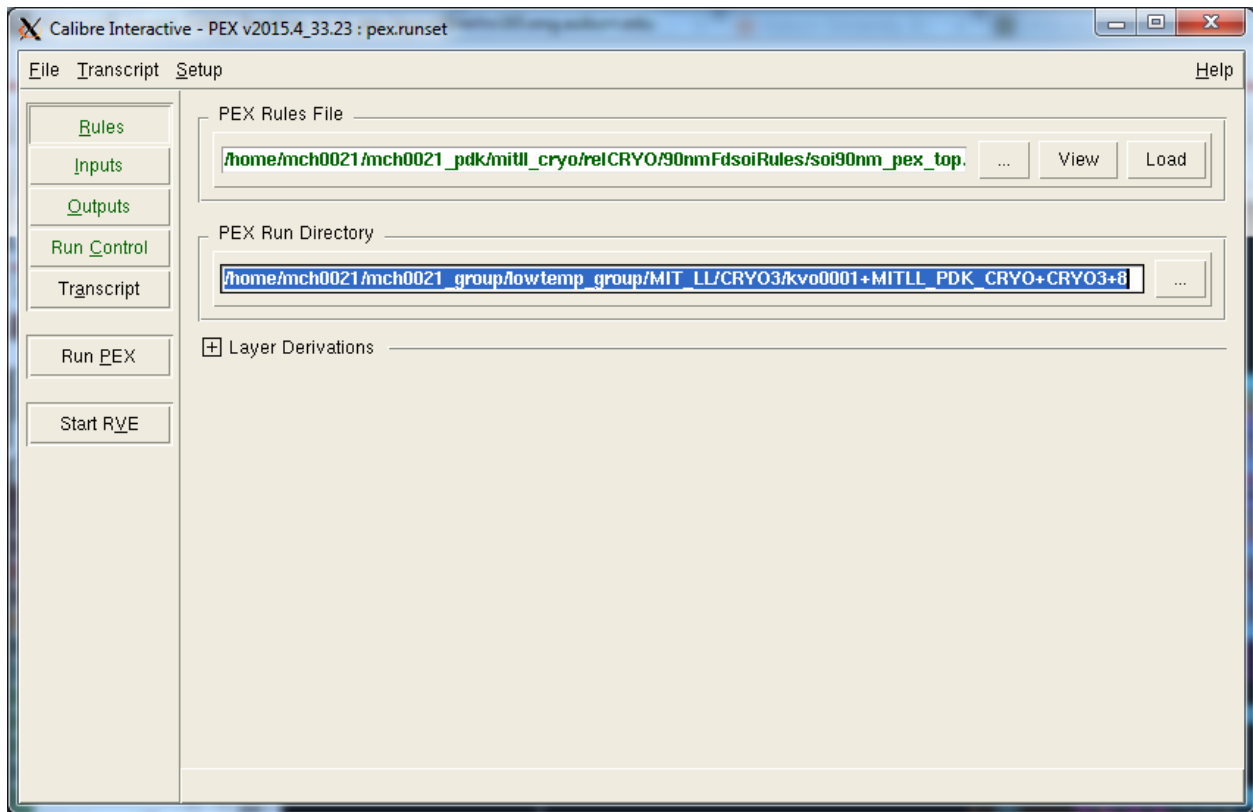 Calibre Interactive - PEX v2015.4_33.23 : pex.runset
File Transcript Setup Help
Rules
Inputs
Outputs
Run Control
Transcript
Run PEX
Start RVE
PEX Rules File
/home/mch0021/mch0021_pdk/mitll_cryo/relCRYO/90nmFdsoiRules/soi90nm_pex_top. ... View Load
PEX Run Directory
/home/mch0021/mch0021_group/lowtemp_group/MIT_LL/CRYO3/kvo0001+MITLL_PDK_CRYO+CRYO3+8 ...
Layer Derivations